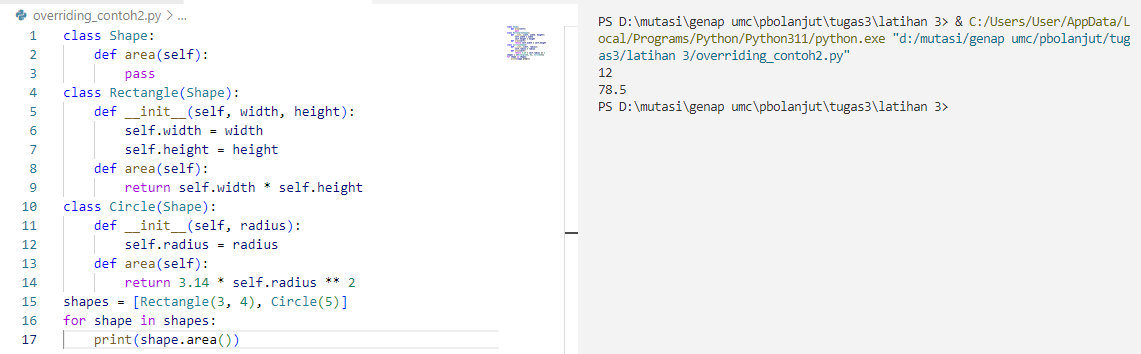 overriding_contoh2.py > ...
1 class Shape:
2     def area(self):
3         pass
4 class Rectangle(Shape):
5     def __init__(self, width, height):
6         self.width = width
7         self.height = height
8     def area(self):
9         return self.width * self.height
10 class Circle(Shape):
11     def __init__(self, radius):
12         self.radius = radius
13     def area(self):
14         return 3.14 * self.radius ** 2
15 shapes = [Rectangle(3, 4), Circle(5)]
16 for shape in shapes:
17     print(shape.area())
PS D:\mutasi\genap umc\pbolanjut\tugas3\latihan 3> & C:/Users/User/AppData/L
ocal/Programs/Python/Python311/python.exe "d:/mutasi/genap umc/pbolanjut/tug
as3/latihan 3/overriding_contoh2.py"
12
78.5
PS D:\mutasi\genap umc\pbolanjut\tugas3\latihan 3>